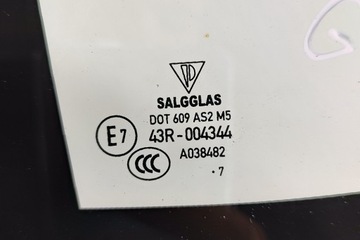 SALGGLAS
DOT 609 AS2 M5
E7 43R-004344
CCC A038482
·7